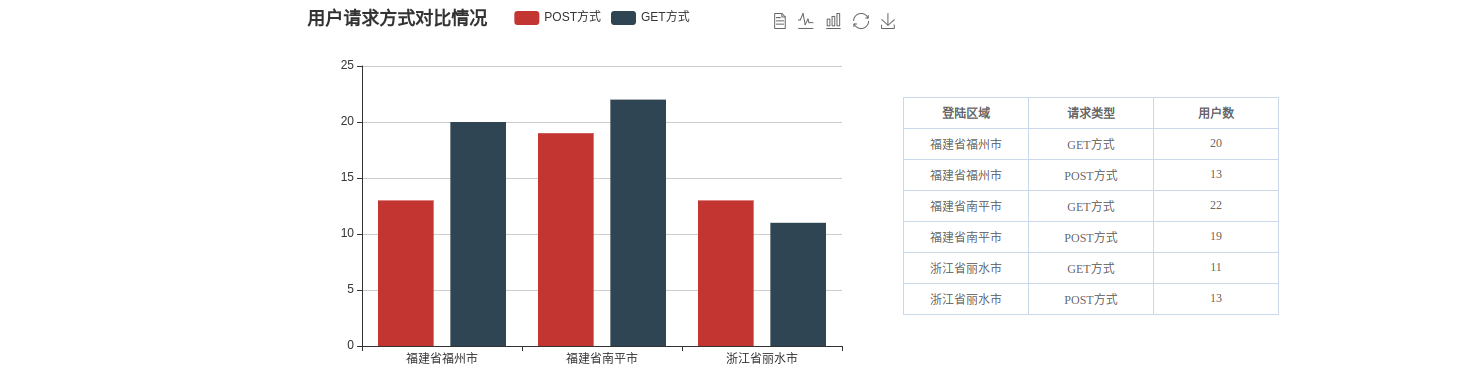 用户请求方式对比情况
POST方式 GET方式
25
20
15
10
5
0
福建省福州市 福建省南平市 浙江省丽水市
登陆区域 请求类型 用户数
福建省福州市 GET方式 20
福建省福州市 POST方式 13
福建省南平市 GET方式 22
福建省南平市 POST方式 19
浙江省丽水市 GET方式 11
浙江省丽水市 POST方式 13